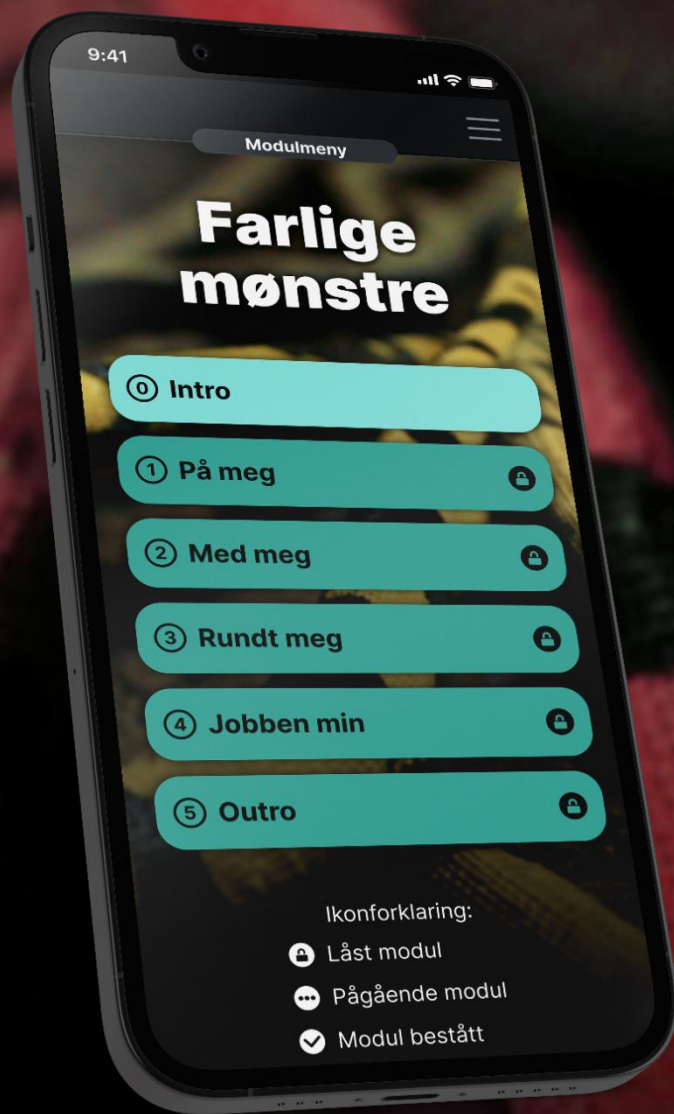 9:41
Modulmeny
Farlige
mønstre
0 Intro
1 På meg
2 Med meg
3 Rundt meg
4 Jobben min
5 Outro
Ikonforklaring:
Låst modul
Pågående modul
Modul bestått